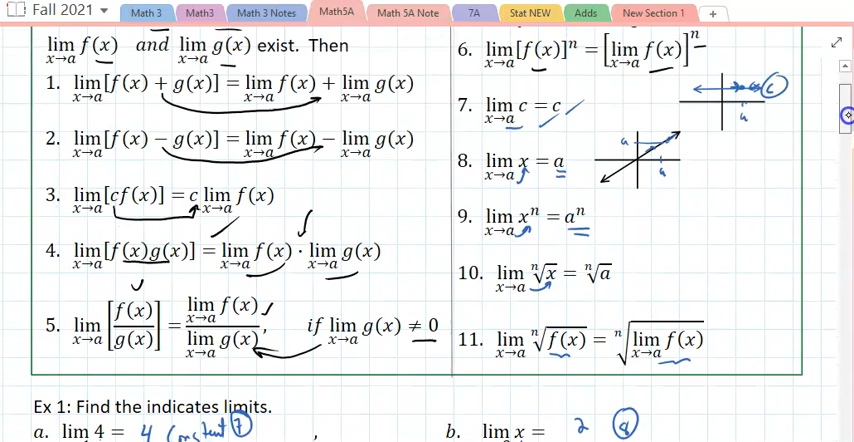 Fall 2021
Math 3
Math3
Math 3 Notes
Math5A
Math 5A Note
7A
Stat NEW
Adds
New Section 1
+
lim x→a f(x) and lim x→a g(x) exist. Then
1. lim x→a [f(x) + g(x)] = lim x→a f(x) + lim x→a g(x)
2. lim x→a [f(x) − g(x)] = lim x→a f(x) − lim x→a g(x)
3. lim x→a [cf(x)] = c lim x→a f(x)
4. lim x→a [f(x)g(x)] = lim x→a f(x) · lim x→a g(x)
5. lim x→a [f(x)/g(x)] = lim x→a f(x) / lim x→a g(x), if lim x→a g(x) ≠ 0
6. lim x→a [f(x)]ⁿ = [lim x→a f(x)]ⁿ
7. lim x→a c = c
c
a
8. lim x→a x = a
a
a
9. lim x→a xⁿ = aⁿ
10. lim x→a ⁿ√x = ⁿ√a
11. lim x→a ⁿ√f(x) = ⁿ√lim x→a f(x)
Ex 1: Find the indicates limits.
a. lim 4 = 4 constant 7
b. lim x = 2 8